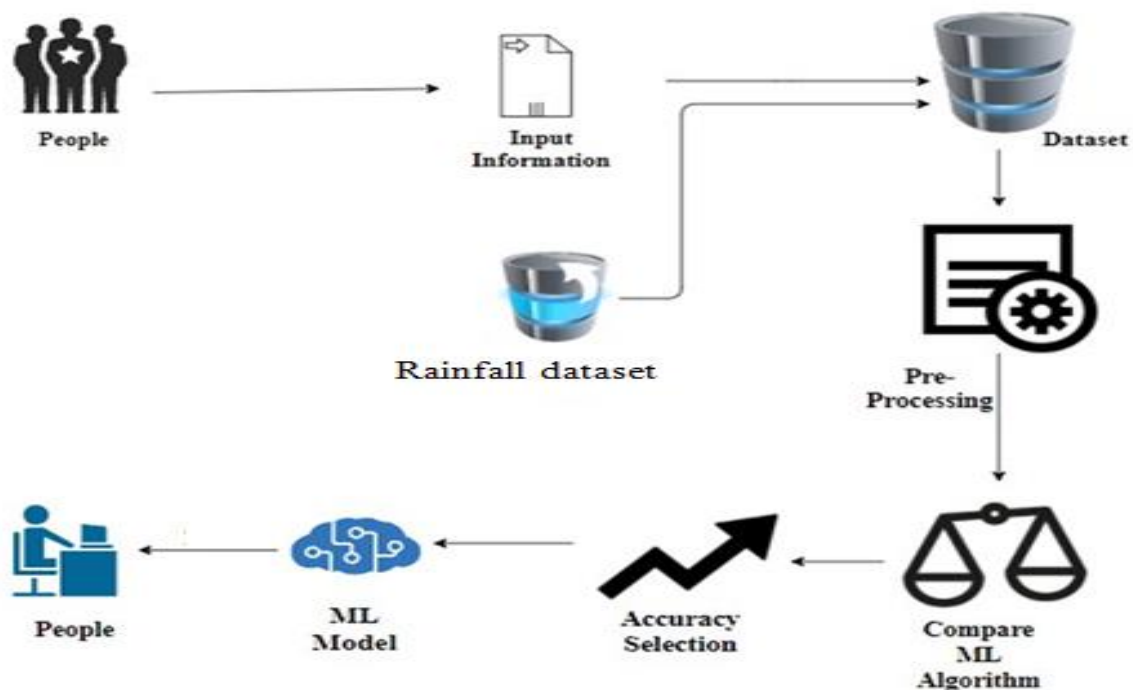 People
Input
Information
Dataset
Rainfall dataset
Pre-
Processing
People
ML
Model
Accuracy
Selection
Compare
ML
Algorithm